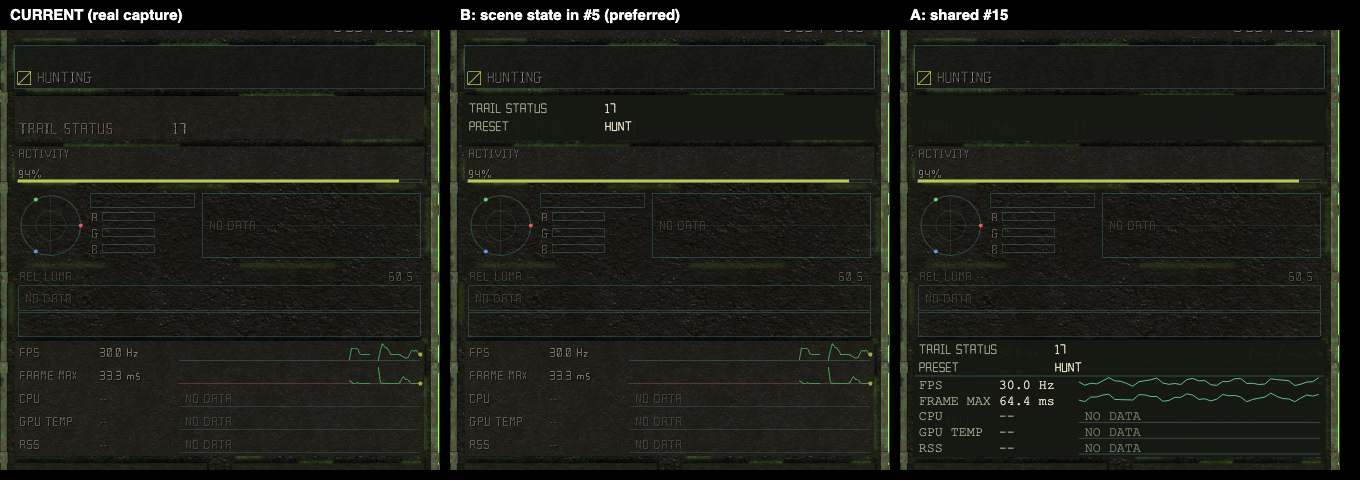 CURRENT (real capture)
HUNTING
TRAIL STATUS 17
ACTIVITY
94%
R
G
B
NO DATA
REL LUMA --
60 S
NO DATA
FPS 30.0 Hz
FRAME MAX 33.3 mS
CPU -- NO DATA
GPU TEMP -- NO DATA
RSS -- NO DATA
B: scene state in #5 (preferred)
HUNTING
TRAIL STATUS 17
PRESET HUNT
ACTIVITY
94%
R
G
B
NO DATA
REL LUMA --
60 S
NO DATA
FPS 30.0 Hz
FRAME MAX 33.3 mS
CPU -- NO DATA
GPU TEMP -- NO DATA
RSS -- NO DATA
A: shared #15
HUNTING
ACTIVITY
94%
R
G
B
NO DATA
REL LUMA --
60 S
NO DATA
TRAIL STATUS 17
PRESET HUNT
FPS 30.0 Hz
FRAME MAX 64.4 ms
CPU -- NO DATA
GPU TEMP -- NO DATA
RSS -- NO DATA